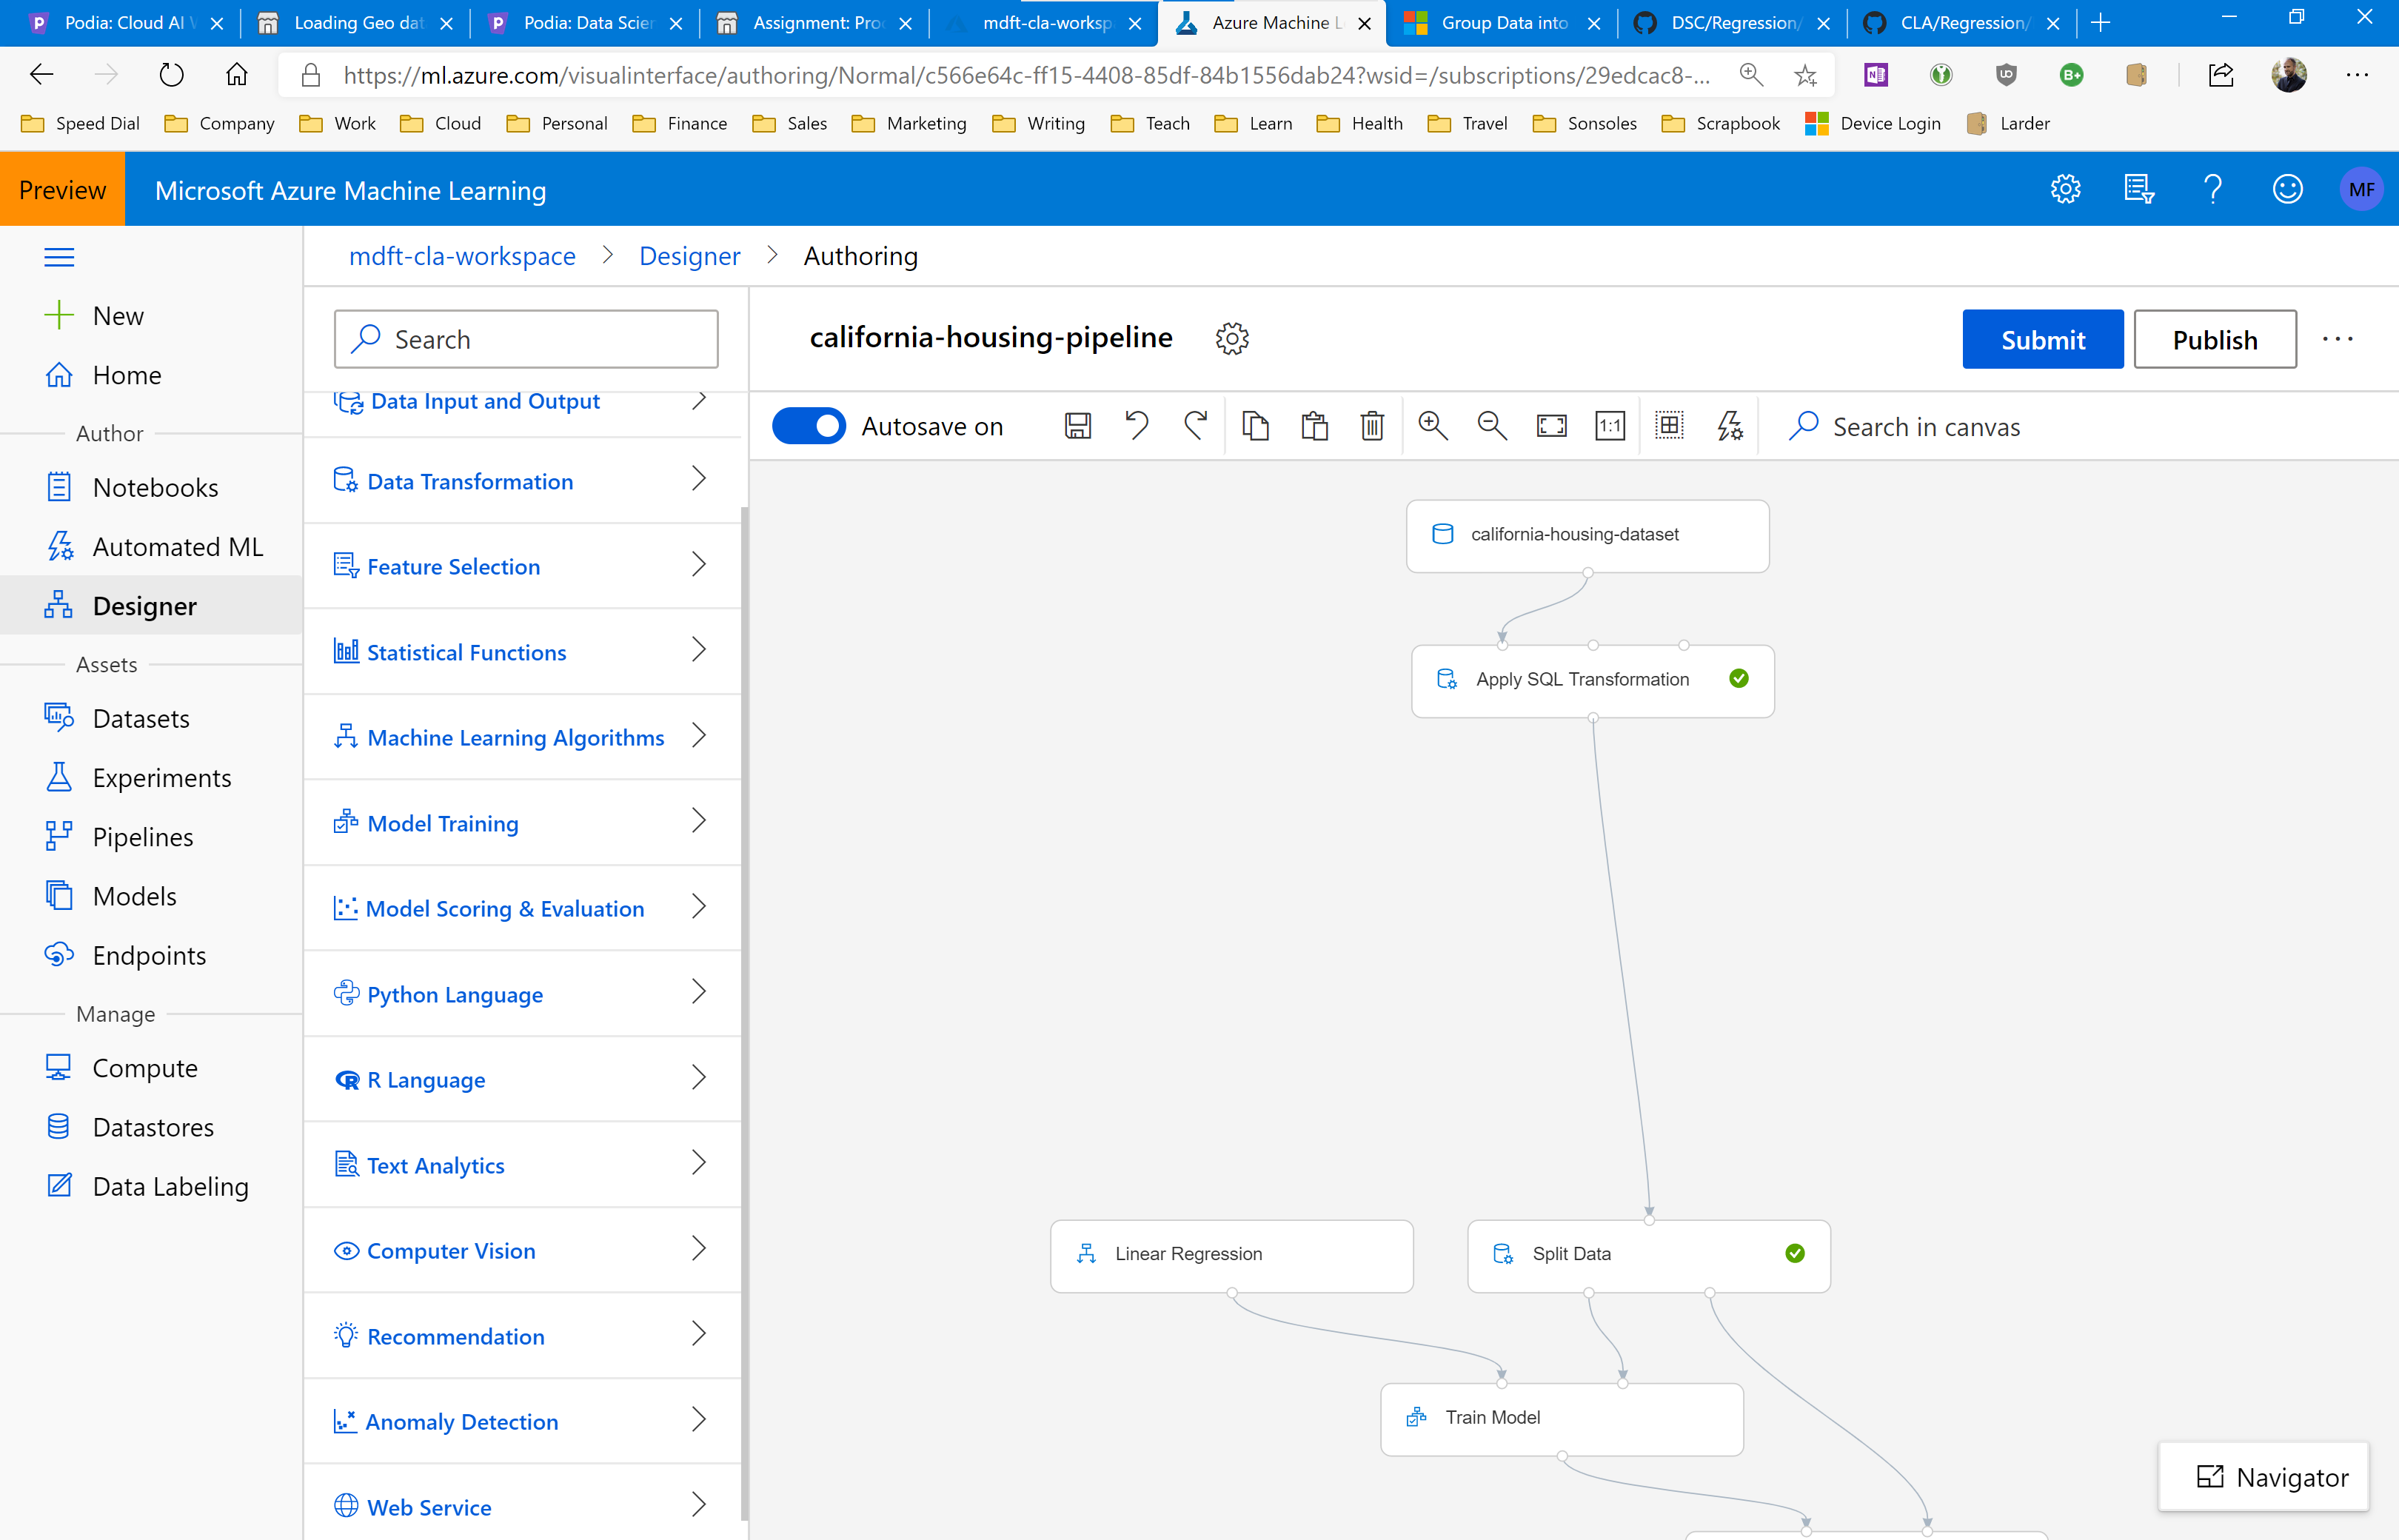 Podia: Cloud AI
Loading Geo dat
Podia: Data Scien
Assignment: Pro
mdft-cla-worksp
Azure Machine L
Group Data into
DSC/Regression/
CLA/Regression/
https://ml.azure.com/visualinterface/authoring/Normal/c566e64c-ff15-4408-85df-84b1556dab24?wsid=/subscriptions/29edcac8-...
Speed Dial
Company
Work
Cloud
Personal
Finance
Sales
Marketing
Writing
Teach
Learn
Health
Travel
Sonsoles
Scrapbook
Device Login
Larder
Preview
Microsoft Azure Machine Learning
MF
mdft-cla-workspace > Designer > Authoring
New
Home
Author
Notebooks
Automated ML
Designer
Assets
Datasets
Experiments
Pipelines
Models
Endpoints
Manage
Compute
Datastores
Data Labeling
Search
Data Input and Output
Data Transformation
Feature Selection
Statistical Functions
Machine Learning Algorithms
Model Training
Model Scoring & Evaluation
Python Language
R Language
Text Analytics
Computer Vision
Recommendation
Anomaly Detection
Web Service
california-housing-pipeline
Submit
Publish
Autosave on
1:1
Search in canvas
california-housing-dataset
Apply SQL Transformation
Linear Regression
Split Data
Train Model
Navigator